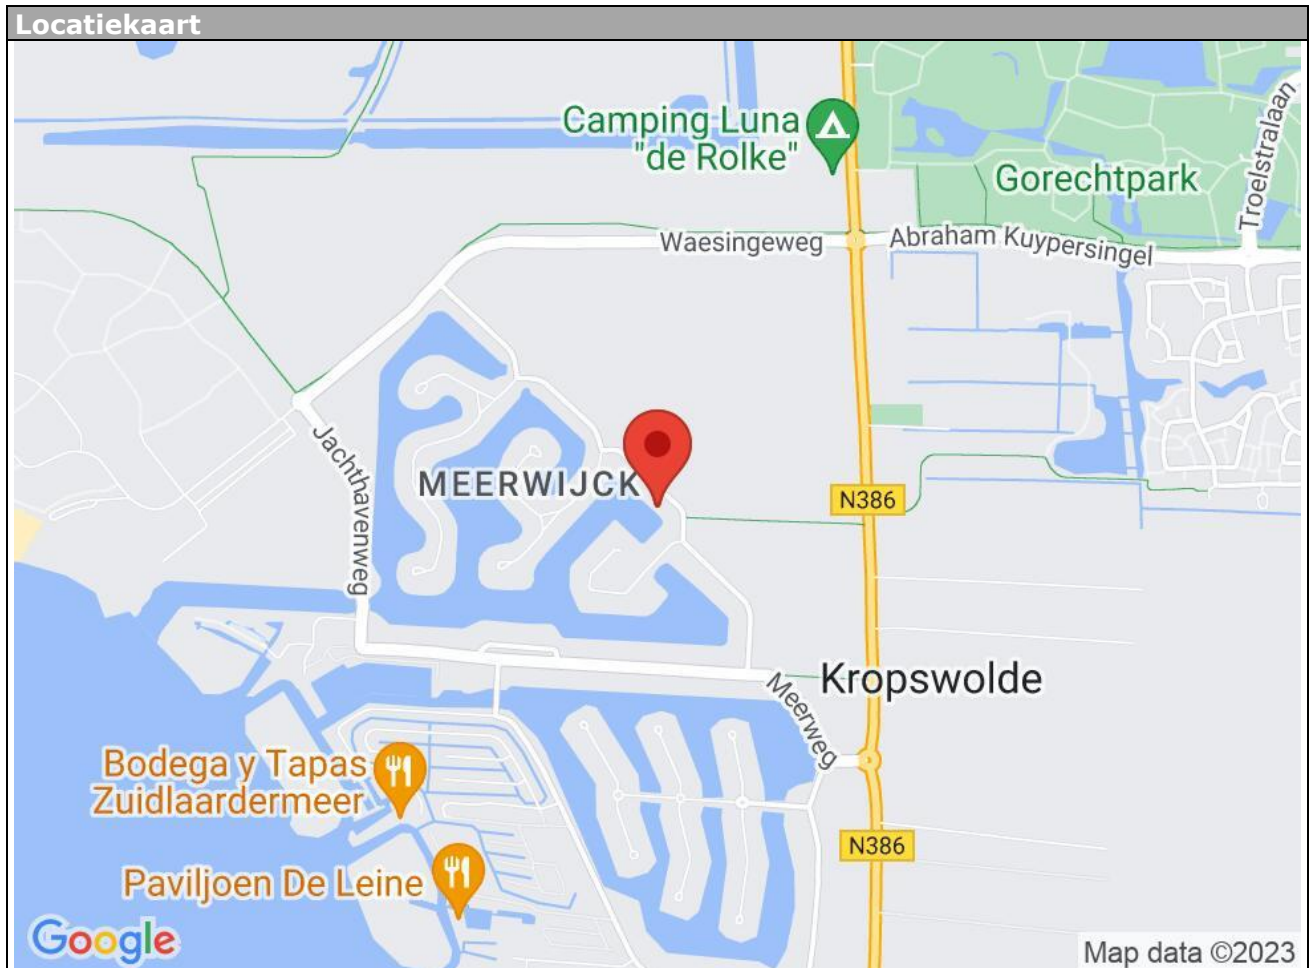 Locatiekaart
Camping Luna
"de Rolke"
Gorechtpark
Troelstralaan
Waesingeweg
Abraham Kuypersingel
Jachthavenweg
MEERWIJCK
N386
Kropswolde
Meerweg
Bodega y Tapas
Zuidlaardermeer
N386
Paviljoen De Leine
Google
Map data ©2023